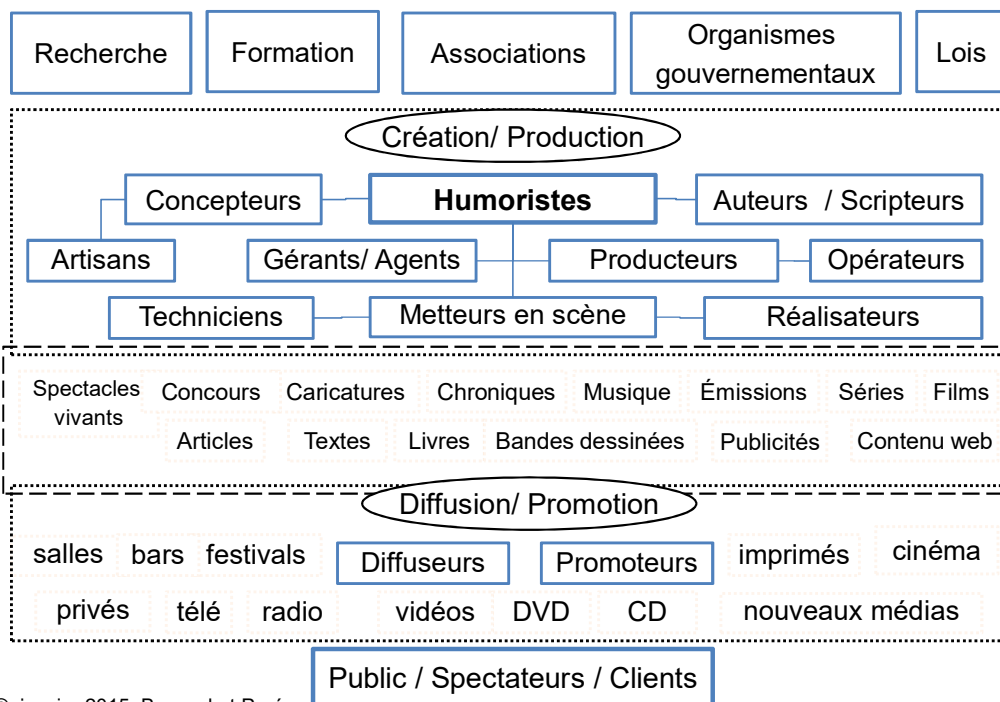 Recherche
Formation
Associations
Organismes
gouvernementaux
Lois
Création/ Production
Concepteurs
Humoristes
Auteurs / Scripteurs
Artisans
Gérants/ Agents
Producteurs
Opérateurs
Techniciens
Metteurs en scène
Réalisateurs
Spectacles
vivants
Concours
Caricatures
Chroniques
Musique
Émissions
Séries
Films
Articles
Textes
Livres
Bandes dessinées
Publicités
Contenu web
Diffusion/ Promotion
salles
bars
festivals
Diffuseurs
Promoteurs
imprimés
cinéma
privés
télé
radio
vidéos
DVD
CD
nouveaux médias
Public / Spectateurs / Clients
2015